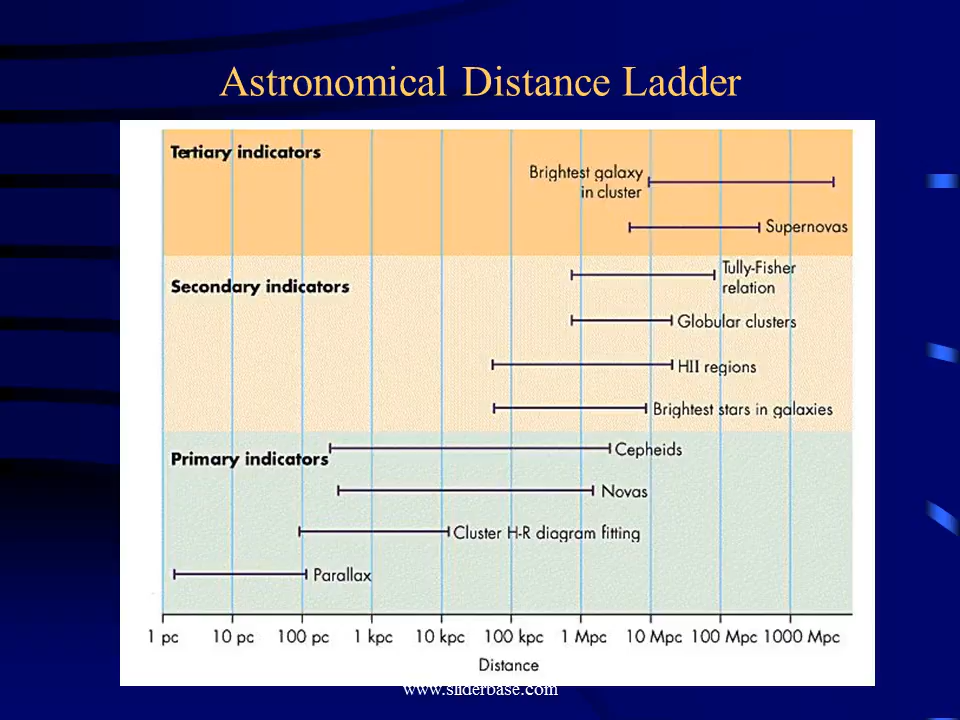 Astronomical Distance Ladder
Tertiary indicators
Brightest galaxy
in cluster
Supernovas
Secondary indicators
Tully-Fisher
relation
Globular clusters
HII regions
Brightest stars in galaxies
Primary indicators
Cepheids
Novas
Cluster H-R diagram fitting
Parallax
1 pc 10 pc 100 pc 1 kpc 10 kpc 100 kpc 1 Mpc 10 Mpc 100 Mpc 1000 Mpc
Distance
www.sliderbase.com